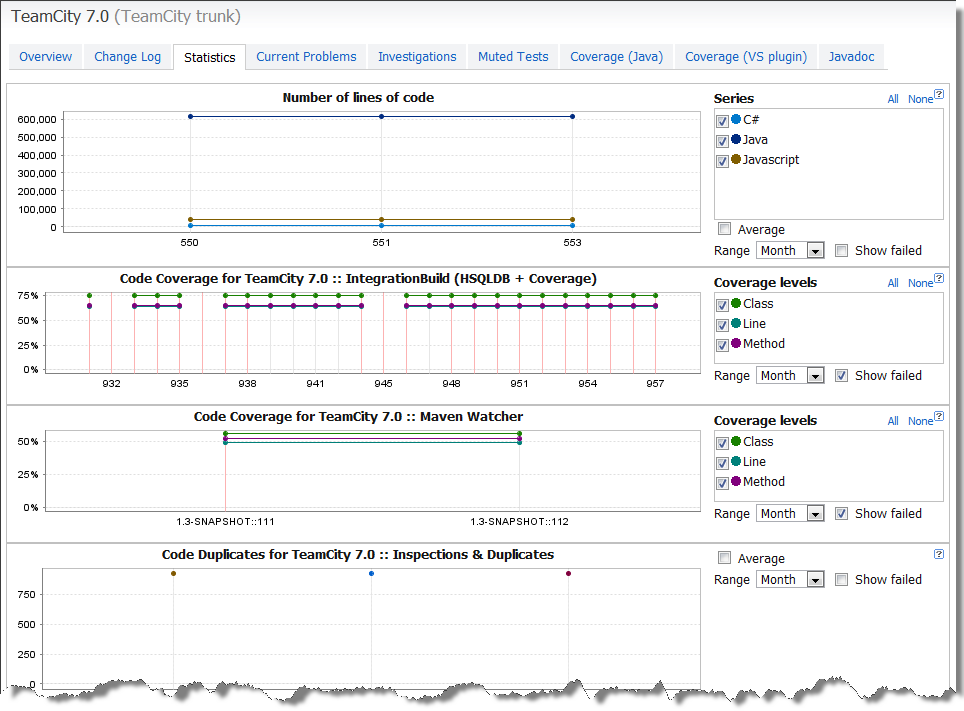 TeamCity 7.0 (TeamCity trunk)
Overview Change Log Statistics Current Problems Investigations Muted Tests Coverage (Java) Coverage (VS plugin) Javadoc
Number of lines of code
600,000
500,000
400,000
300,000
200,000
100,000
0
550 551 553
Series All None ?
C#
Java
Javascript
Average
Range Month Show failed
Code Coverage for TeamCity 7.0 :: IntegrationBuild (HSQLDB + Coverage)
75%
50%
25%
0%
932 935 938 941 945 948 951 954 957
Coverage levels All None ?
Class
Line
Method
Range Month Show failed
Code Coverage for TeamCity 7.0 :: Maven Watcher
50%
25%
0%
1.3-SNAPSHOT::111 1.3-SNAPSHOT::112
Coverage levels All None ?
Class
Line
Method
Range Month Show failed
Code Duplicates for TeamCity 7.0 :: Inspections & Duplicates
750
500
250
0
Average ?
Range Month Show failed